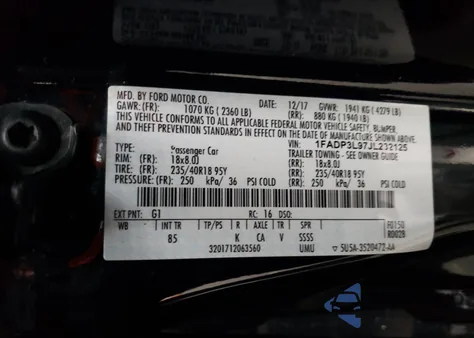 MFD. BY FORD MOTOR CO.
DATE: 12/17 GVWR: 1941 KG ( 4279 LB)
GAWR: (FR): 1070 KG ( 2360 LB) (RR): 880 KG ( 1940 LB)
THIS VEHICLE CONFORMS TO ALL APPLICABLE FEDERAL MOTOR VEHICLE SAFETY, BUMPER,
AND THEFT PREVENTION STANDARDS IN EFFECT ON THE DATE OF MANUFACTURE SHOWN ABOVE.
VIN: 1FADP3L97JL232125
TYPE: Passenger Car TRAILER TOWING - SEE OWNER GUIDE
RIM: (FR) 18x8.0J (RR): 18x8.0J
TIRE: (FR): 235/40R18 95Y (RR): 235/40R18 95Y
PRESSURE: (FR): 250 kPa/ 36 PSI COLD (RR): 250 kPa/ 36 PSI COLD
EXT PNT: G1 RC: 16 DSO:
WB INT TR TP/PS R AXLE TR SPR
85 K CA V SSSS
3201712063560 UMU
5U5A-3520472-AA